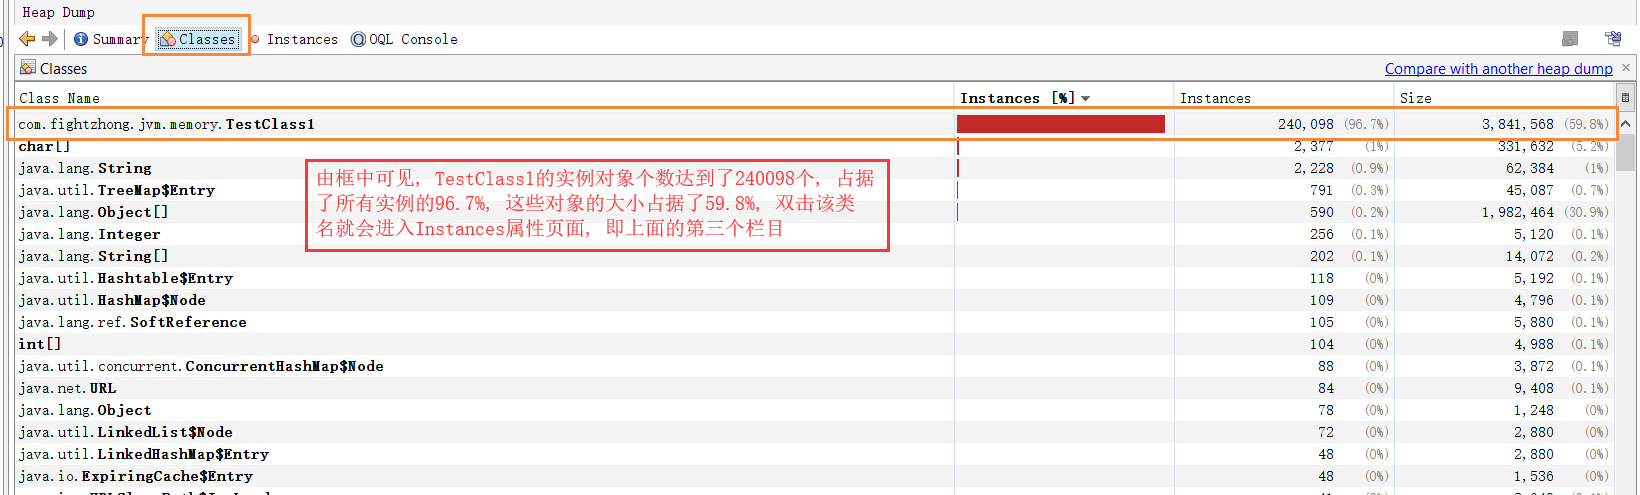 Heap Dump
Summary Classes Instances OQL Console
Classes Compare with another heap dump
Class Name Instances [%] Instances Size
com.fightzhong.jvm.memory.TestClass1 240,098 (96.7%) 3,841,568 (59.8%)
char[] 2,377 (1%) 331,632 (5.2%)
java.lang.String 2,228 (0.9%) 62,384 (1%)
java.util.TreeMap$Entry 791 (0.3%) 45,087 (0.7%)
java.lang.Object[] 590 (0.2%) 1,982,464 (30.9%)
java.lang.Integer 256 (0.1%) 5,120 (0.1%)
java.lang.String[] 202 (0.1%) 14,072 (0.2%)
java.util.Hashtable$Entry 118 (0%) 5,192 (0.1%)
java.util.HashMap$Node 109 (0%) 4,796 (0.1%)
java.lang.ref.SoftReference 105 (0%) 5,880 (0.1%)
int[] 104 (0%) 4,988 (0.1%)
java.util.concurrent.ConcurrentHashMap$Node 88 (0%) 3,872 (0.1%)
java.net.URL 84 (0%) 9,408 (0.1%)
java.lang.Object 78 (0%) 1,248 (0%)
java.util.LinkedList$Node 72 (0%) 2,880 (0%)
java.util.LinkedHashMap$Entry 48 (0%) 2,880 (0%)
java.io.ExpiringCache$Entry 48 (0%) 1,536 (0%)
由框中可见, TestClass1的实例对象个数达到了240098个, 占据
了所有实例的96.7%, 这些对象的大小占据了59.8%, 双击该类
名就会进入Instances属性页面, 即上面的第三个栏目